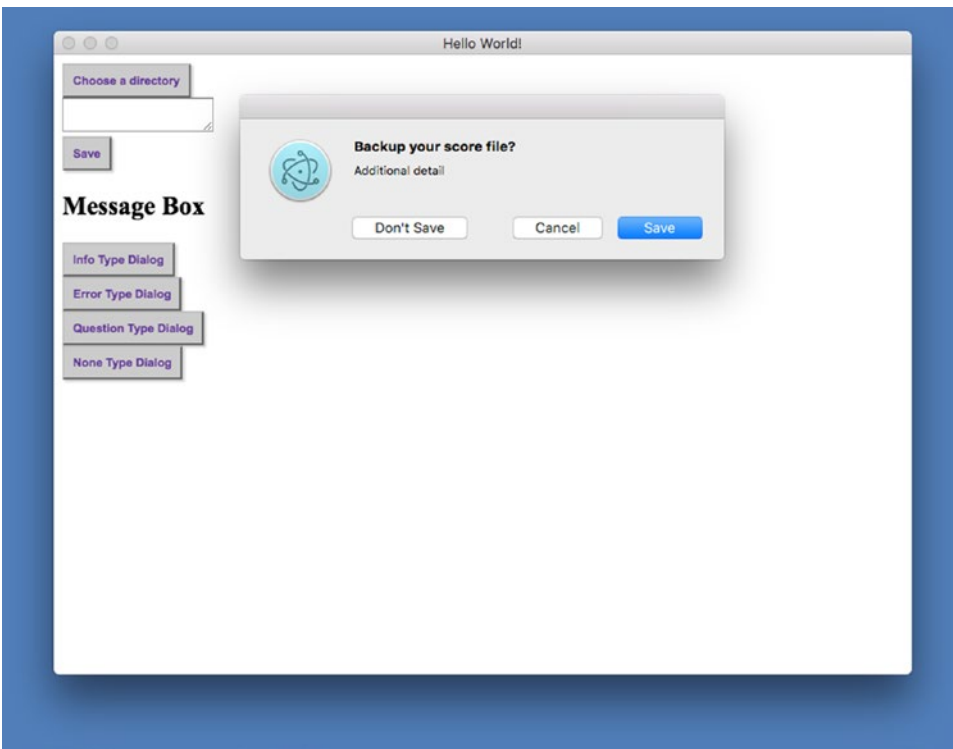 Hello World!
Choose a directory
Save
Message Box
Info Type Dialog
Error Type Dialog
Question Type Dialog
None Type Dialog
Backup your score file?
Additional detail
Don't Save Cancel Save